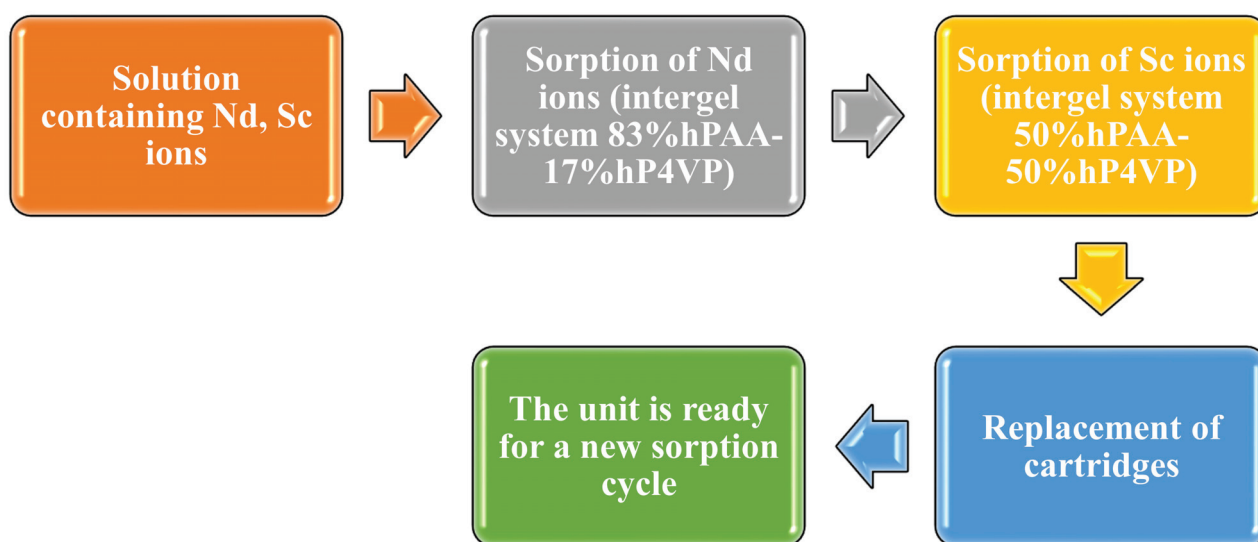 Solution
containing Nd, Sc
ions
Sorption of Nd
ions (intergel
system 83%hPAA-
17%hP4VP)
Sorption of Sc ions
(intergel system
50%hPAA-
50%hP4VP)
Replacement of
cartridges
The unit is ready
for a new sorption
cycle